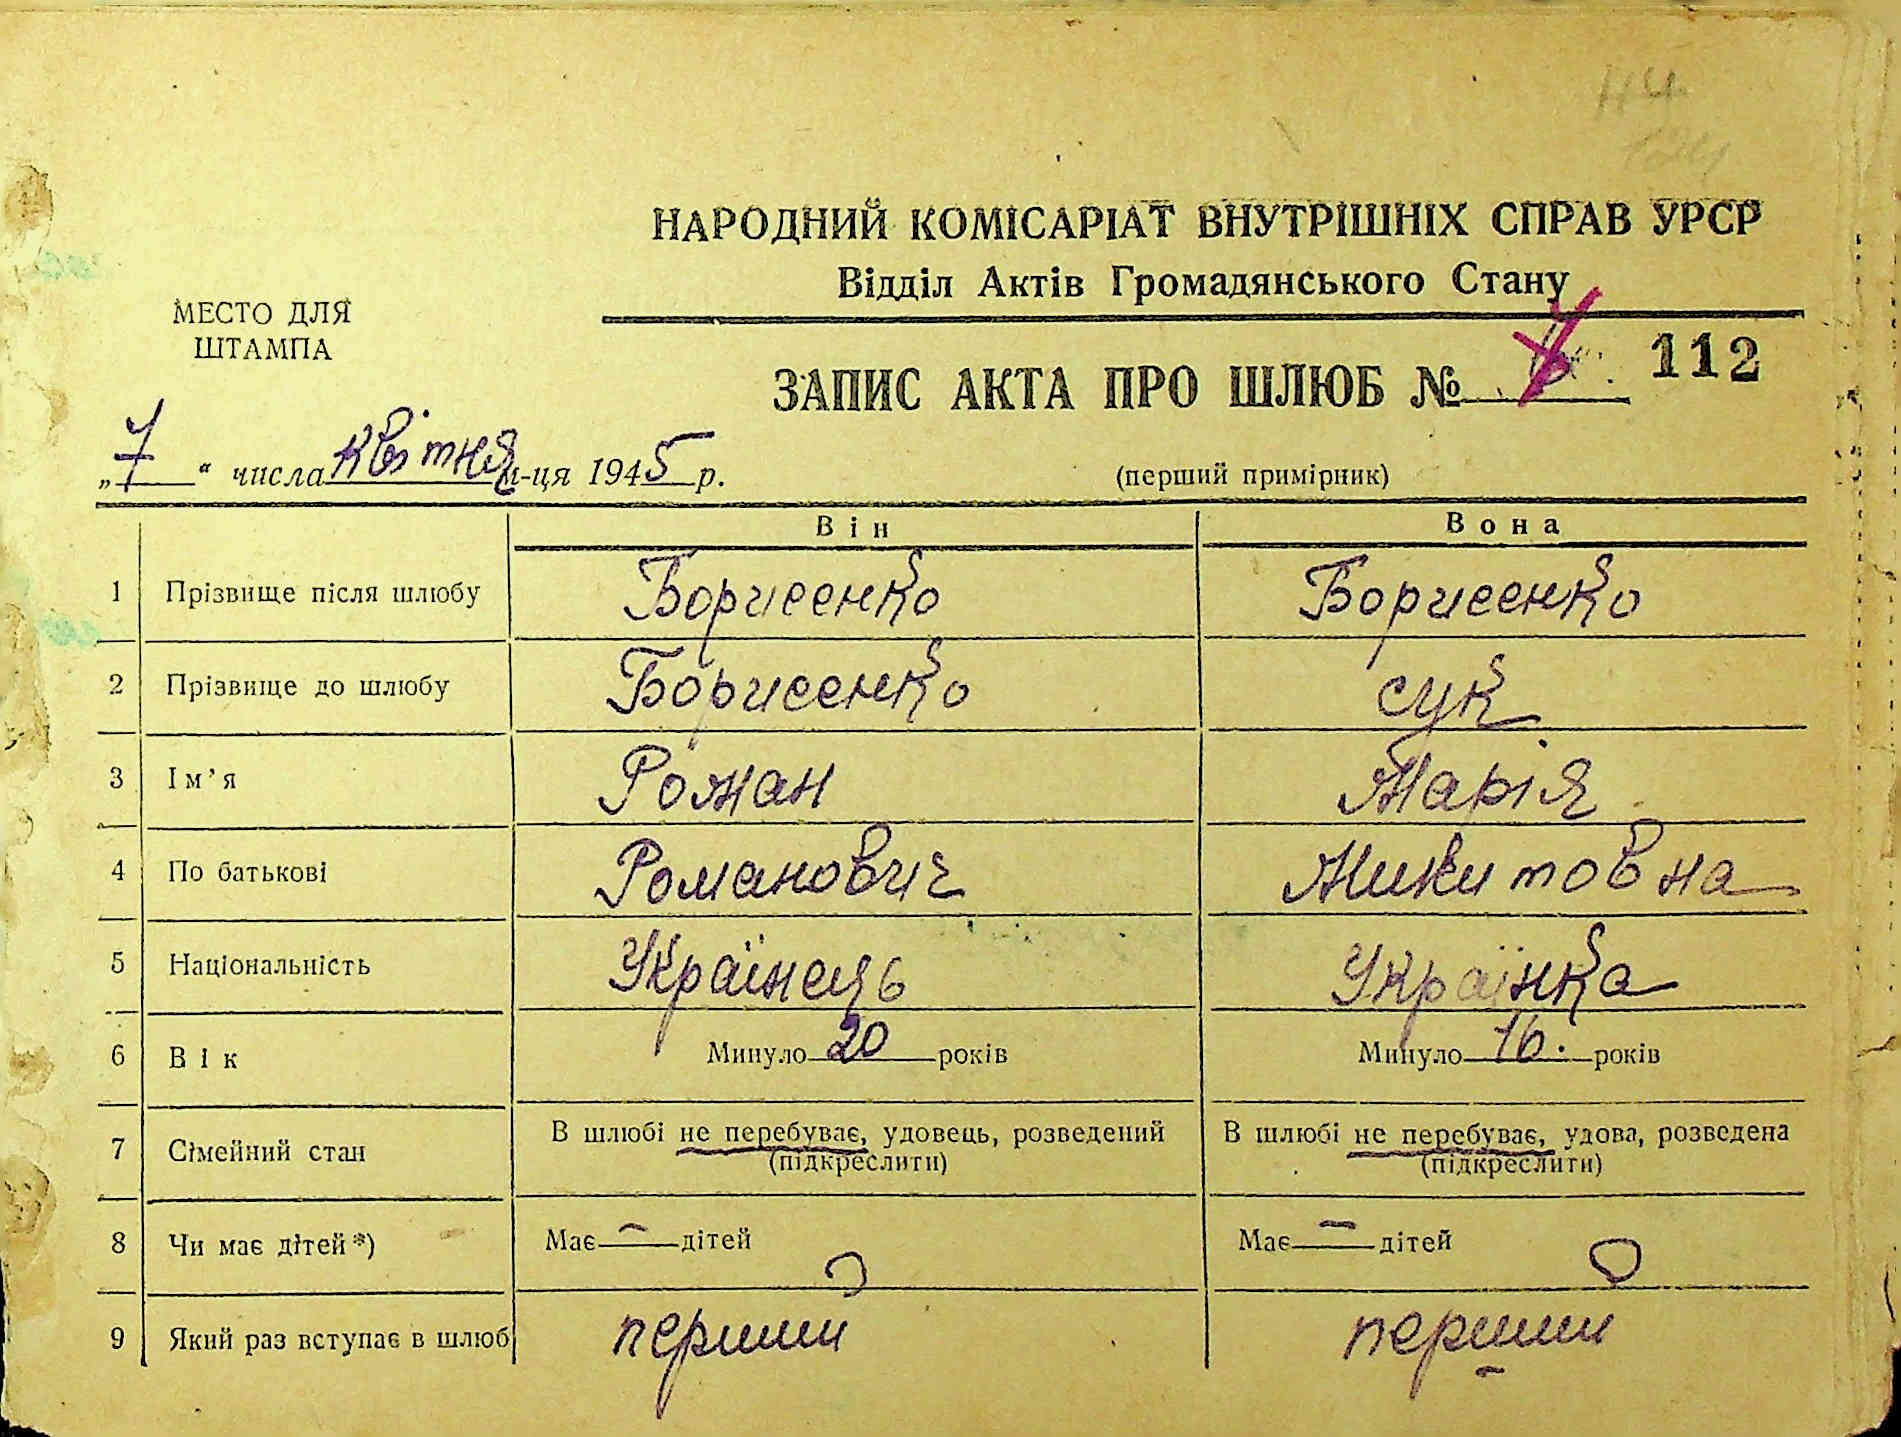 НАРОДНИЙ КОМІСАРІАТ ВНУТРІШНІХ СПРАВ УРСР
Відділ Актів Громадянського Стану
МЕСТО ДЛЯ
ШТАМПА
ЗАПИС АКТА ПРО ШЛЮБ № 7 112
„7“ числа квітня м-ця 1945 р. (перший примірник)
Він Вона
1 Прізвище після шлюбу Борисенко Борисенко
2 Прізвище до шлюбу Борисенко сук
3 Ім’я Роман Марія
4 По батькові Романович Микитовна
5 Національність Українець Українка
6 Вік Минуло 20 років Минуло 16. років
7 Сімейний стан В шлюбі не перебуває, удовець, розведений В шлюбі не перебуває, удова, розведена
(підкреслити) (підкреслити)
8 Чи має дітей*) Має — дітей Має — дітей
9 Який раз вступає в шлюб перший перший